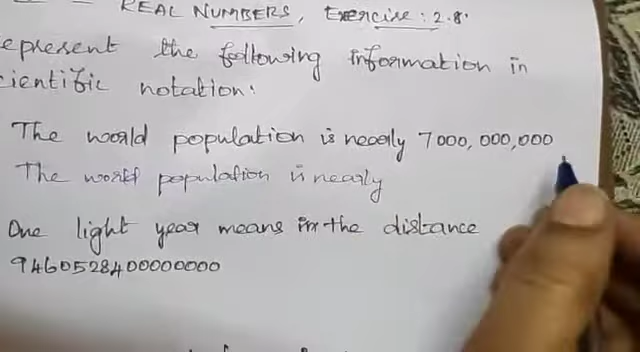 REAL NUMBERS, Exercise: 2.8.
epresent the following information in
cientific notation.
The world population is nearly 7000,000,000
The world population is nearly
One light year means in the distance
9460528400000000